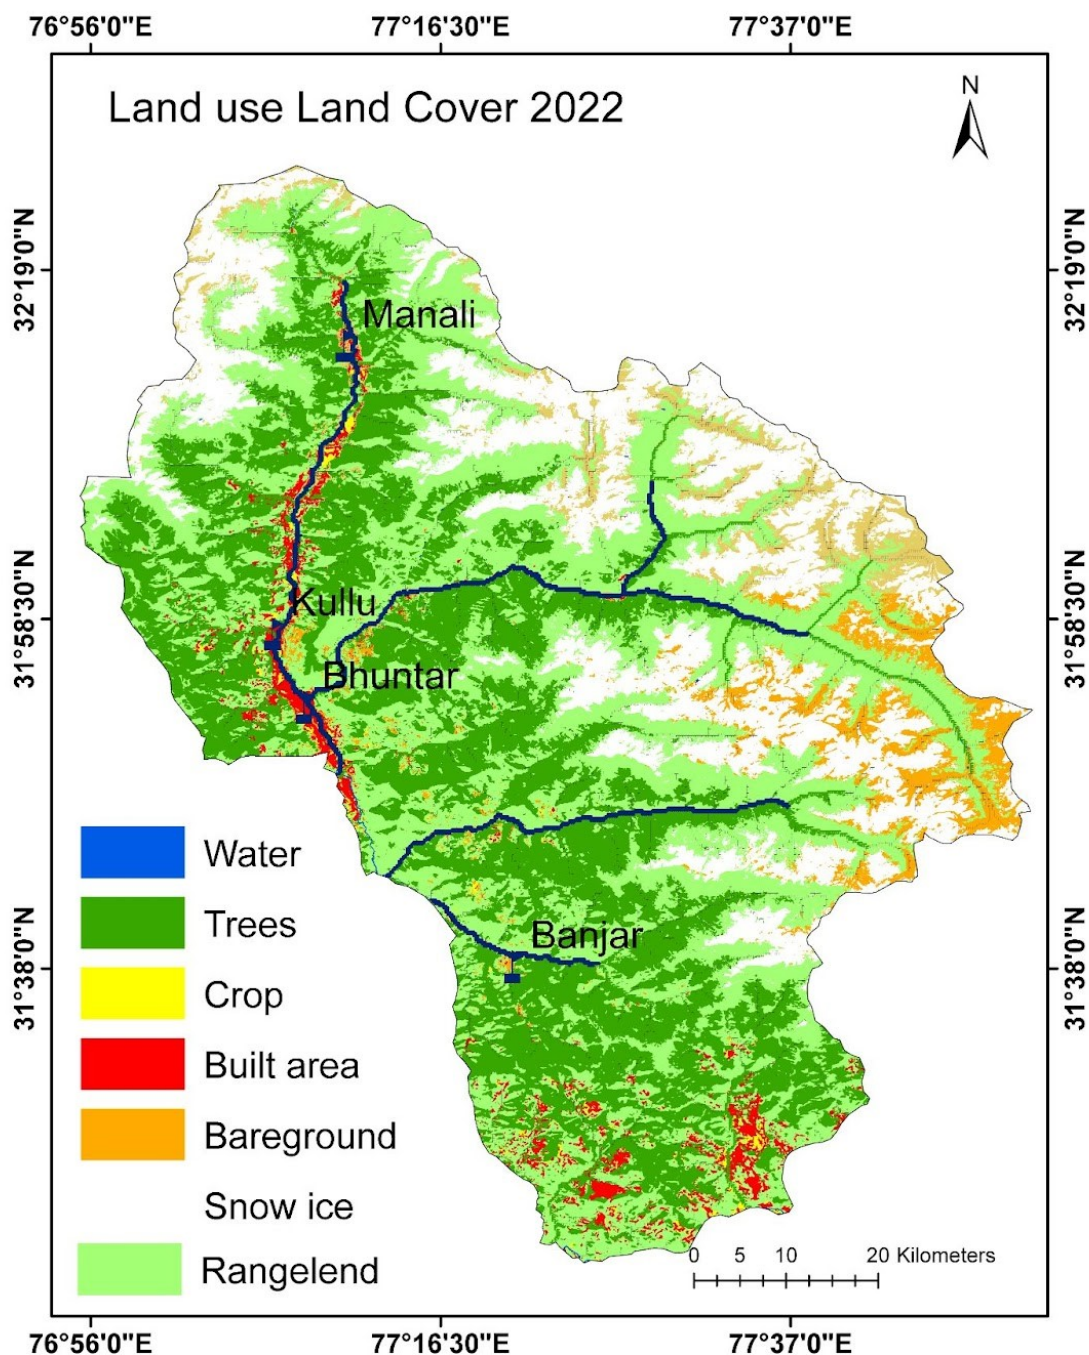 76°56'0"E 77°16'30"E 77°37'0"E
Land use Land Cover 2022
N
32°19'0"N 32°19'0"N
Manali
31°58'30"N 31°58'30"N
Kullu
Bhuntar
Water
Trees
Banjar
31°38'0"N 31°38'0"N
Crop
Built area
Bareground
Snow ice
Rangelend
0 5 10 20 Kilometers
76°56'0"E 77°16'30"E 77°37'0"E